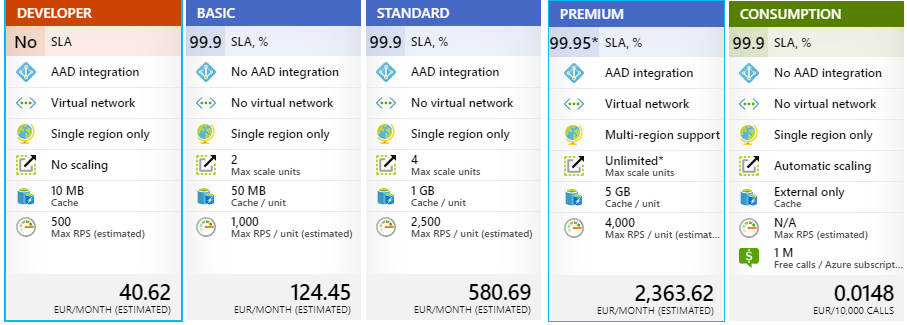 DEVELOPER
No SLA
AAD integration
Virtual network
Single region only
No scaling
10 MB
Cache
500
Max RPS (estimated)
40.62
EUR/MONTH (ESTIMATED)
BASIC
99.9 SLA, %
No AAD integration
No virtual network
Single region only
2
Max scale units
50 MB
Cache / unit
1,000
Max RPS / unit (estimated)
124.45
EUR/MONTH (ESTIMATED)
STANDARD
99.9 SLA, %
AAD integration
No virtual network
Single region only
4
Max scale units
1 GB
Cache / unit
2,500
Max RPS / unit (estimated)
580.69
EUR/MONTH (ESTIMATED)
PREMIUM
99.95* SLA, %
AAD integration
Virtual network
Multi-region support
Unlimited*
Max scale units
5 GB
Cache / unit
4,000
Max RPS / unit (estimat...
2,363.62
EUR/MONTH (ESTIMATED)
CONSUMPTION
99.9 SLA, %
No AAD integration
No virtual network
Single region only
Automatic scaling
External only
Cache
N/A
Max RPS (estimated)
1 M
Free calls / Azure subscript...
0.0148
EUR/10,000 CALLS